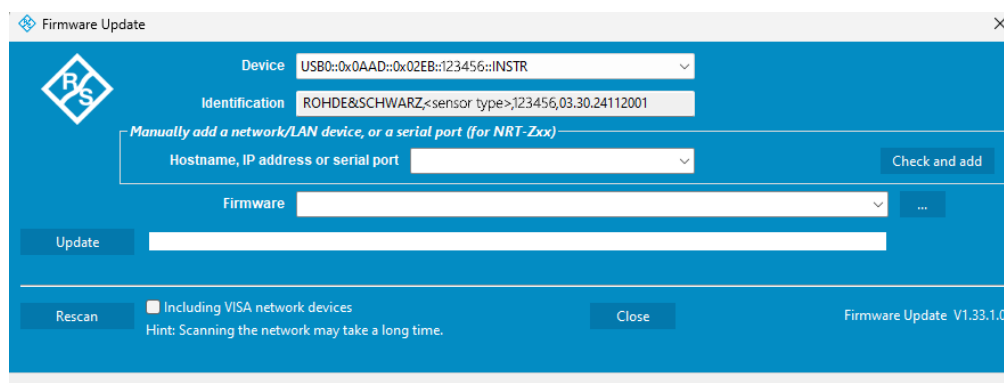 Firmware Update
R S
Device USB0::0x0AAD::0x02EB::123456::INSTR
Identification ROHDE&SCHWARZ,<sensor type>,123456,03.30.24112001
Manually add a network/LAN device, or a serial port (for NRT-Zxx)
Hostname, IP address or serial port Check and add
Firmware ...
Update
Rescan Including VISA network devices Close Firmware Update V1.33.1.0
Hint: Scanning the network may take a long time.